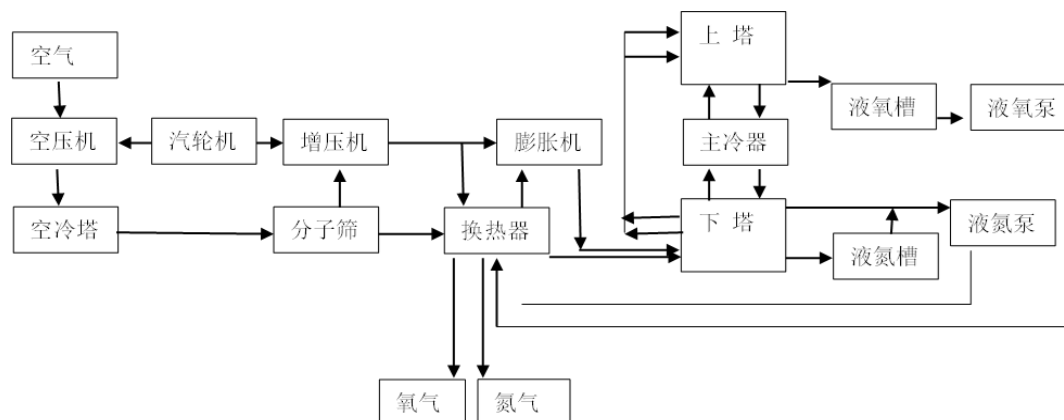 空气
上 塔
液氧槽
液氧泵
空压机
汽轮机
增压机
膨胀机
主冷器
空冷塔
分子筛
换热器
下 塔
液氮泵
液氮槽
氧气
氮气